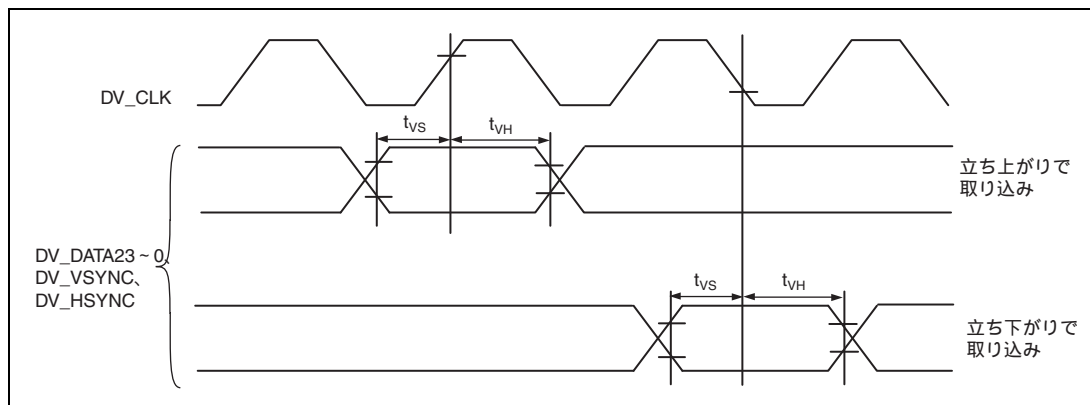 DV_CLK
tVS
tVH
立ち上がりで
取り込み
DV_DATA23 ~ 0、
DV_VSYNC、
DV_HSYNC
tVS
tVH
立ち下がりで
取り込み